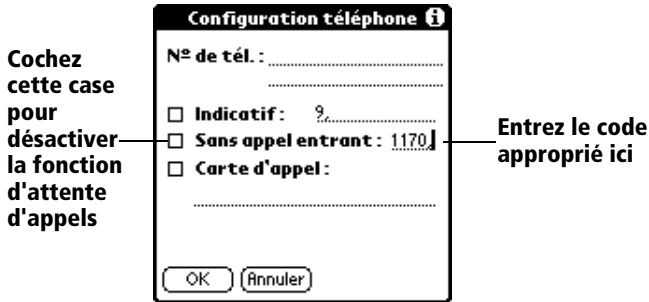 Configuration téléphone i
Cochez
cette case
pour
désactiver
la fonction
d'attente
d'appels
Nº de tél. :
Indicatif : 9,
Sans appel entrant : 1170,
Carte d'appel :
Entrez le code
approprié ici
OK Annuler